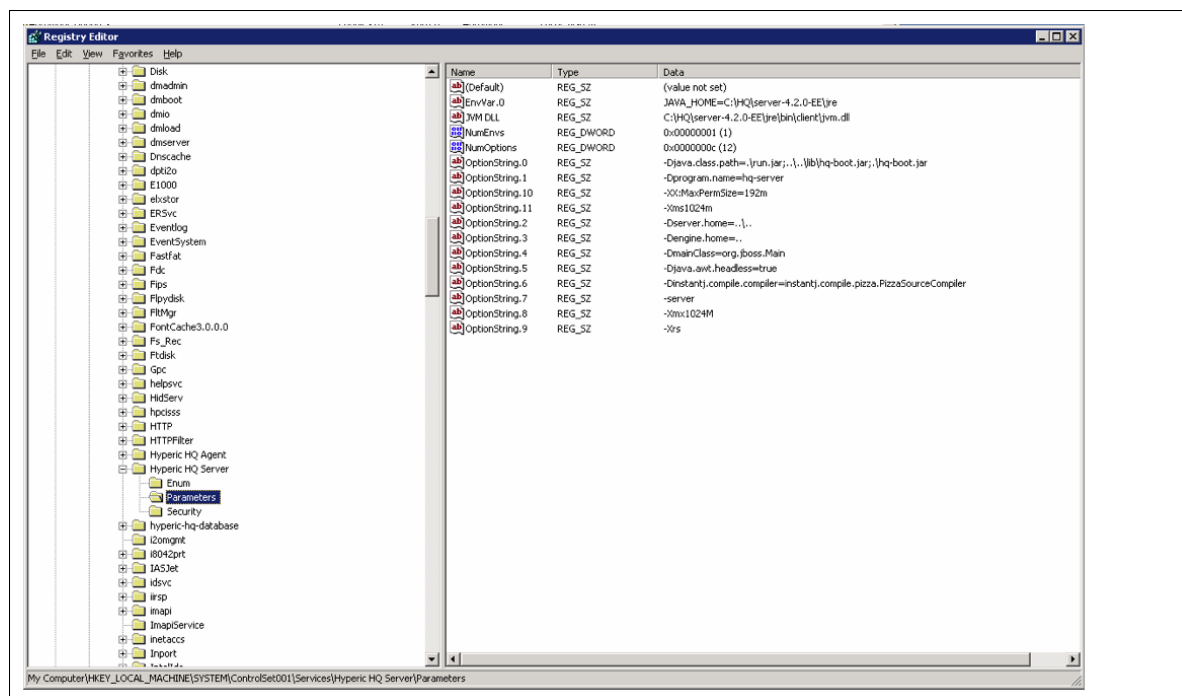 Registry Editor
File Edit View Favorites Help
Disk
dmadmin
dmboot
dmio
dmload
dmserver
Dnscache
dpti2o
E1000
elxstor
ERSvc
Eventlog
EventSystem
Fastfat
Fdc
Fips
Flpydisk
FltMgr
FontCache3.0.0.0
Fs_Rec
Ftdisk
Gpc
helpsvc
HidServ
hpcisss
HTTP
HTTPFilter
Hyperic HQ Agent
Hyperic HQ Server
Enum
Parameters
Security
hyperic-hq-database
i2omgmt
i8042prt
IASJet
idsvc
iirsp
imapi
ImapiService
inetaccs
Inport
Name Type Data
(Default) REG_SZ (value not set)
EnvVar.0 REG_SZ JAVA_HOME=C:\HQ\server-4.2.0-EE\jre
JVM DLL REG_SZ C:\HQ\server-4.2.0-EE\jre\bin\client\jvm.dll
NumEnvs REG_DWORD 0x00000001 (1)
NumOptions REG_DWORD 0x0000000c (12)
OptionString.0 REG_SZ -Djava.class.path=.\run.jar;..\..\lib\hq-boot.jar;.\hq-boot.jar
OptionString.1 REG_SZ -Dprogram.name=hq-server
OptionString.10 REG_SZ -XX:MaxPermSize=192m
OptionString.11 REG_SZ -Xms1024m
OptionString.2 REG_SZ -Dserver.home=..\..
OptionString.3 REG_SZ -Dengine.home=..
OptionString.4 REG_SZ -DmainClass=org.jboss.Main
OptionString.5 REG_SZ -Djava.awt.headless=true
OptionString.6 REG_SZ -Dinstantj.compile.compiler=instantj.compile.pizza.PizzaSourceCompiler
OptionString.7 REG_SZ -server
OptionString.8 REG_SZ -Xmx1024M
OptionString.9 REG_SZ -Xrs
My Computer\HKEY_LOCAL_MACHINE\SYSTEM\ControlSet001\Services\Hyperic HQ Server\Parameters